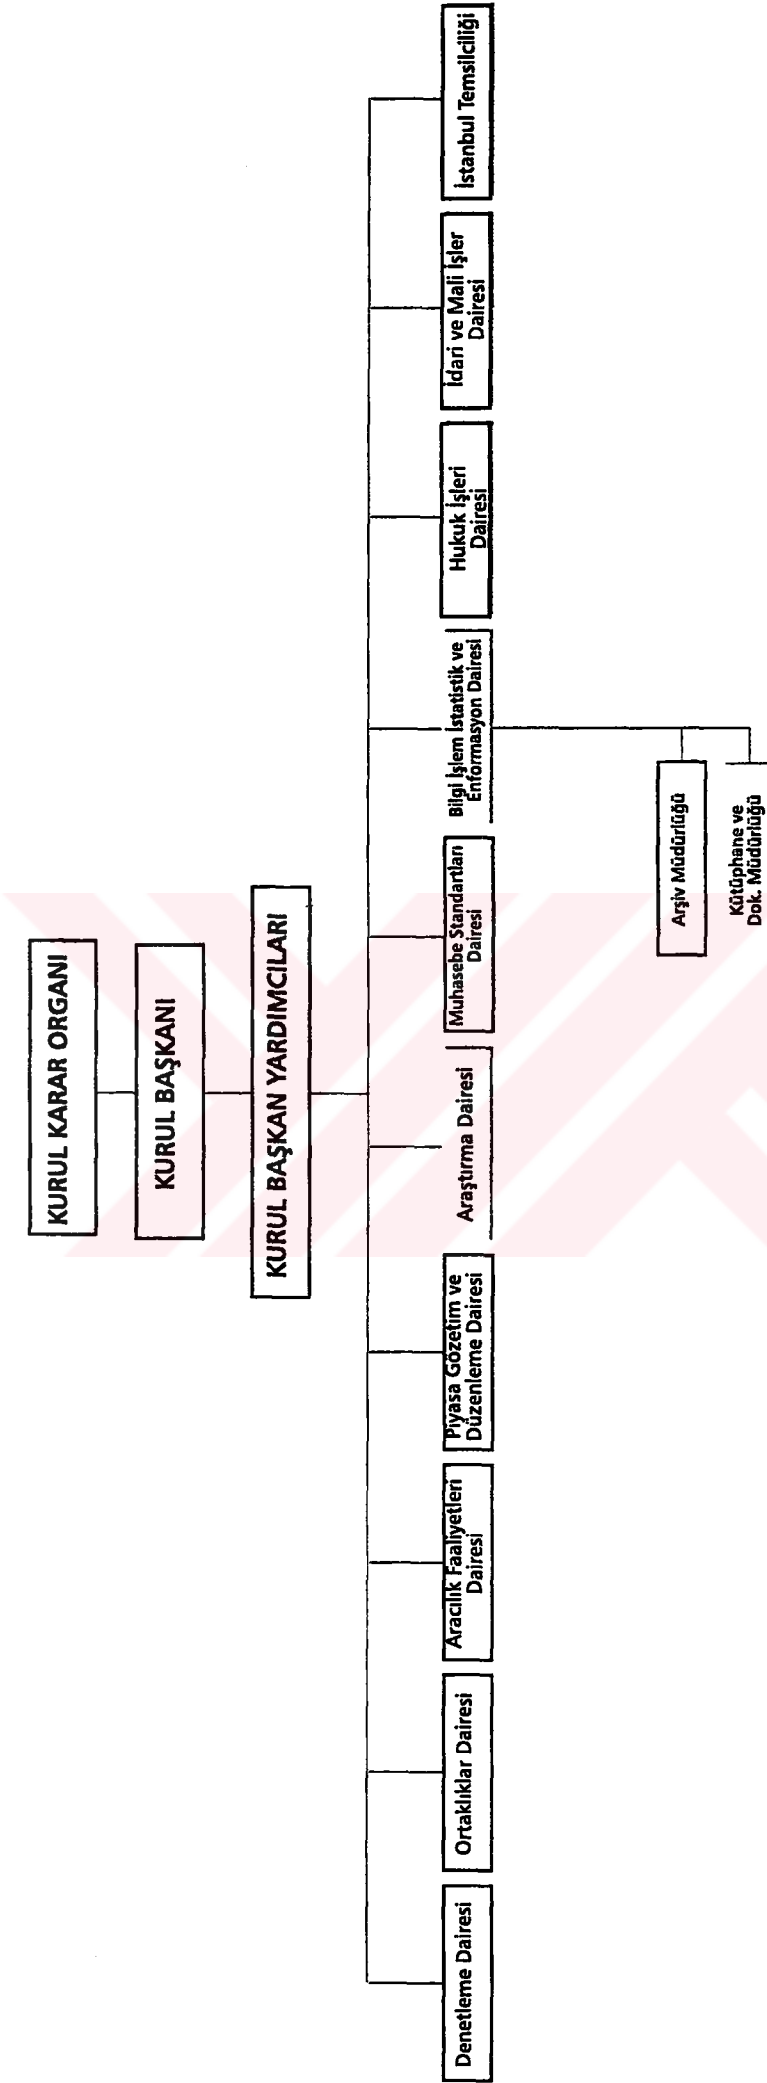 KURUL KARAR ORGANI
KURUL BAŞKANI
KURUL BAŞKAN YARDIMCILARI
Denetleme Dairesi
Ortaklıklar Dairesi
Aracılık Faaliyetleri
Dairesi
Piyasa Gözetim ve
Düzenleme Dairesi
Araştırma Dairesi
Muhasebe Standartları
Dairesi
Bilgi İşlem İstatistik ve
Enformasyon Dairesi
Hukuk İşleri
Dairesi
İdari ve Mali İşler
Dairesi
İstanbul Temsilciliği
Arşiv Müdürlüğü
Kütüphane ve
Dok. Müdürlüğü